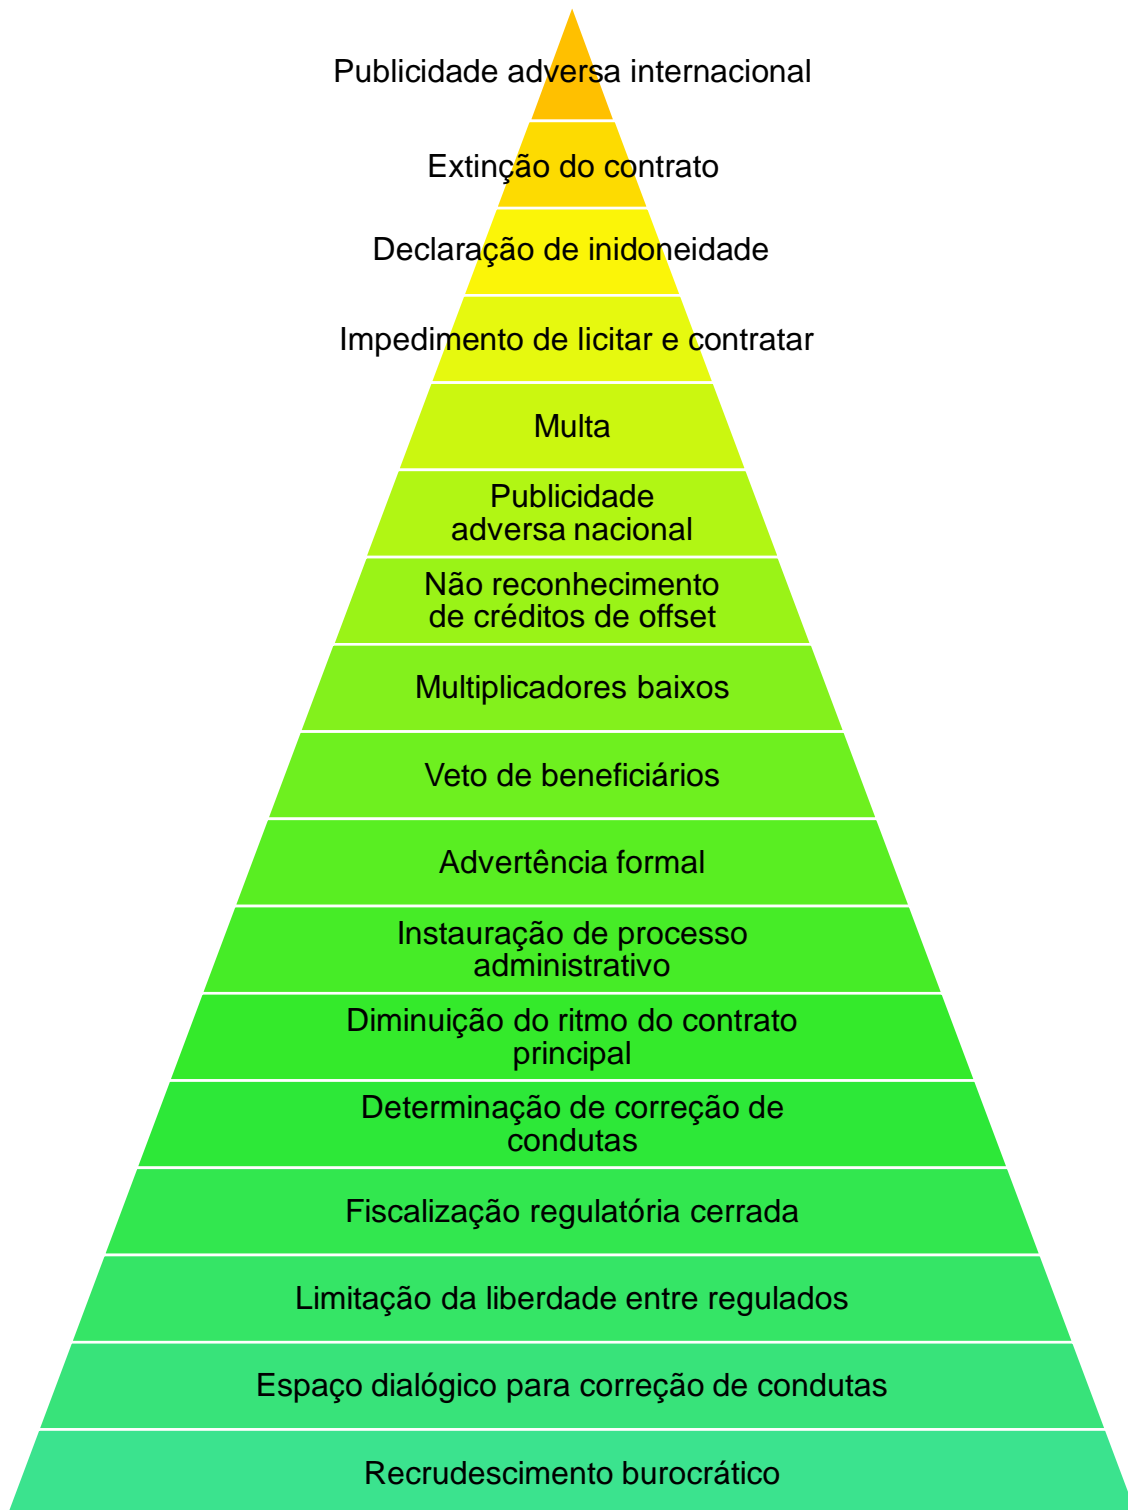 Publicidade adversa internacional
Extinção do contrato
Declaração de inidoneidade
Impedimento de licitar e contratar
Multa
Publicidade
adversa nacional
Não reconhecimento
de créditos de offset
Multiplicadores baixos
Veto de beneficiários
Advertência formal
Instauração de processo
administrativo
Diminuição do ritmo do contrato
principal
Determinação de correção de
condutas
Fiscalização regulatória cerrada
Limitação da liberdade entre regulados
Espaço dialógico para correção de condutas
Recrudescimento burocrático